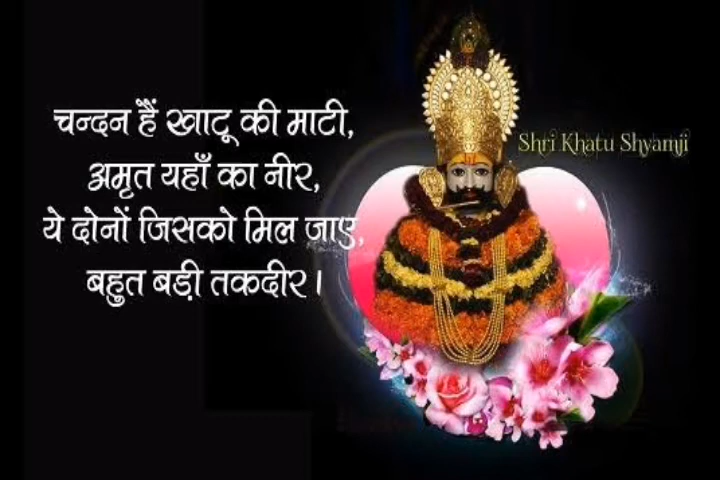 चन्दन हैं खाटू की माटी,
अमृत यहाँ का नीर,
ये दोनों जिसको मिल जाए,
बहुत बड़ी तकदीर।
Shri Khatu Shyamji